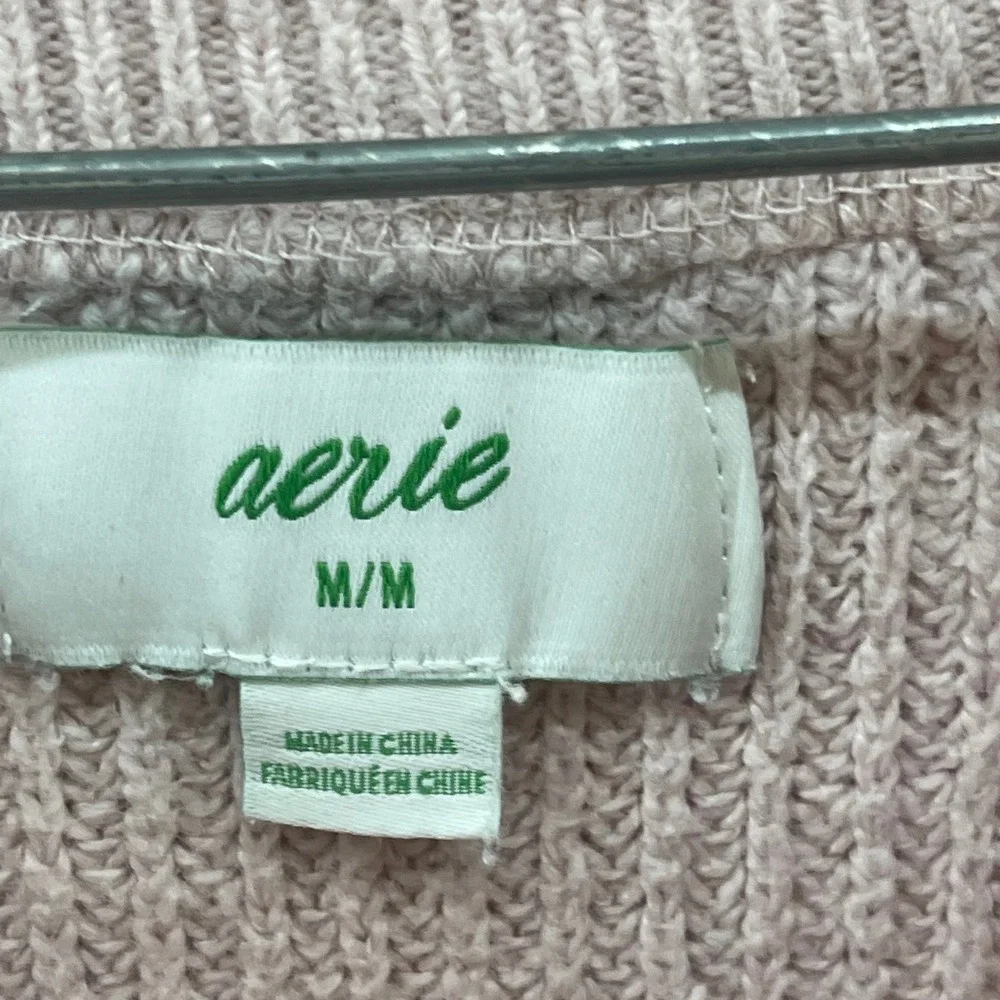 aerie
M/M
MADE IN CHINA
FABRIQUÉ EN CHINE